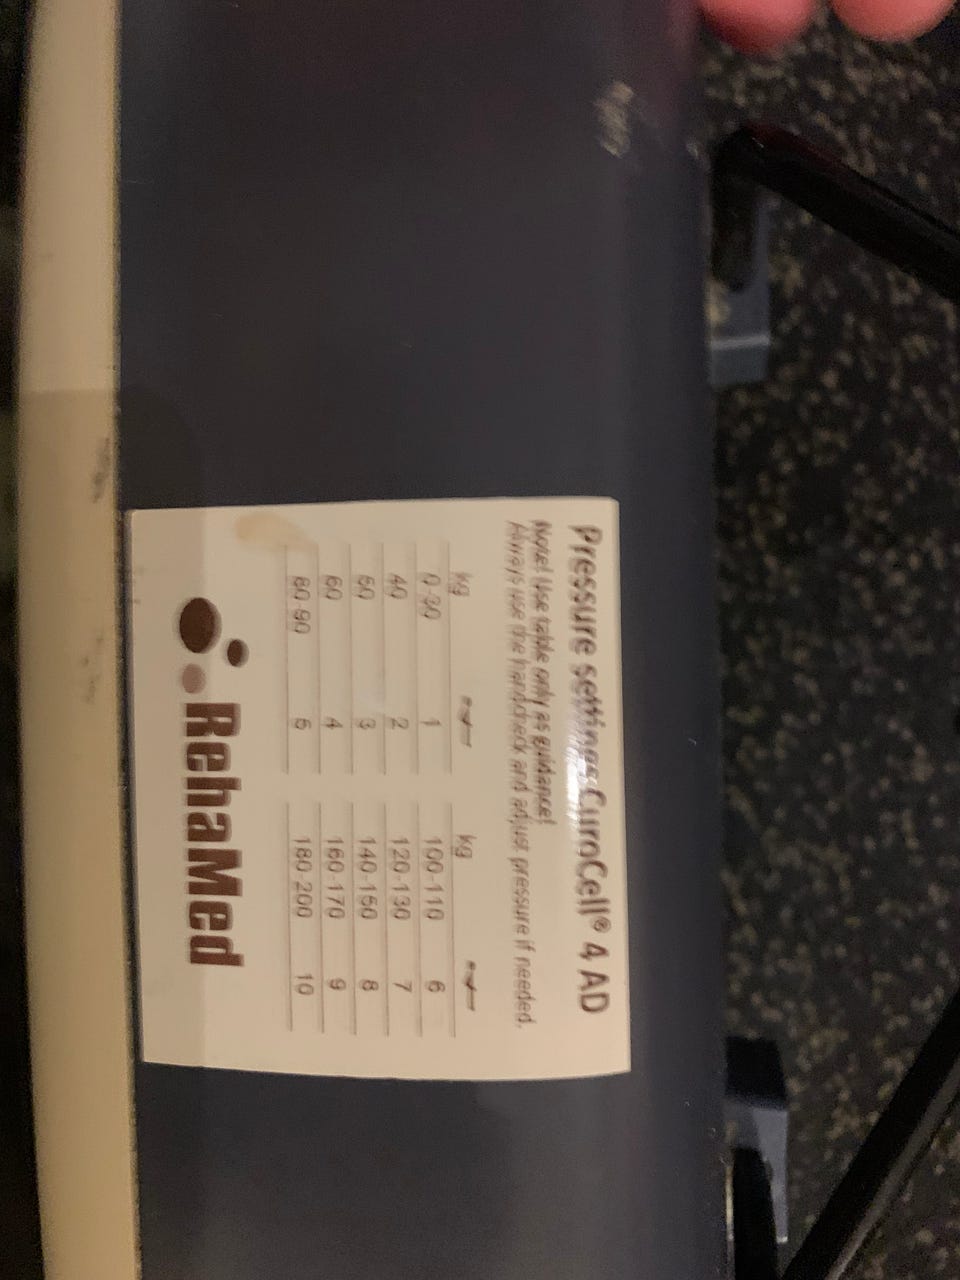 Pressure settings CuroCell® 4 AD
Note! Use table only as guidance!
Always use the handcheck and adjust pressure if needed.
kg kg
0-30 1 100-110 6
40 2 120-130 7
50 3 140-150 8
60 4 160-170 9
5 180-200 10
RehaMed